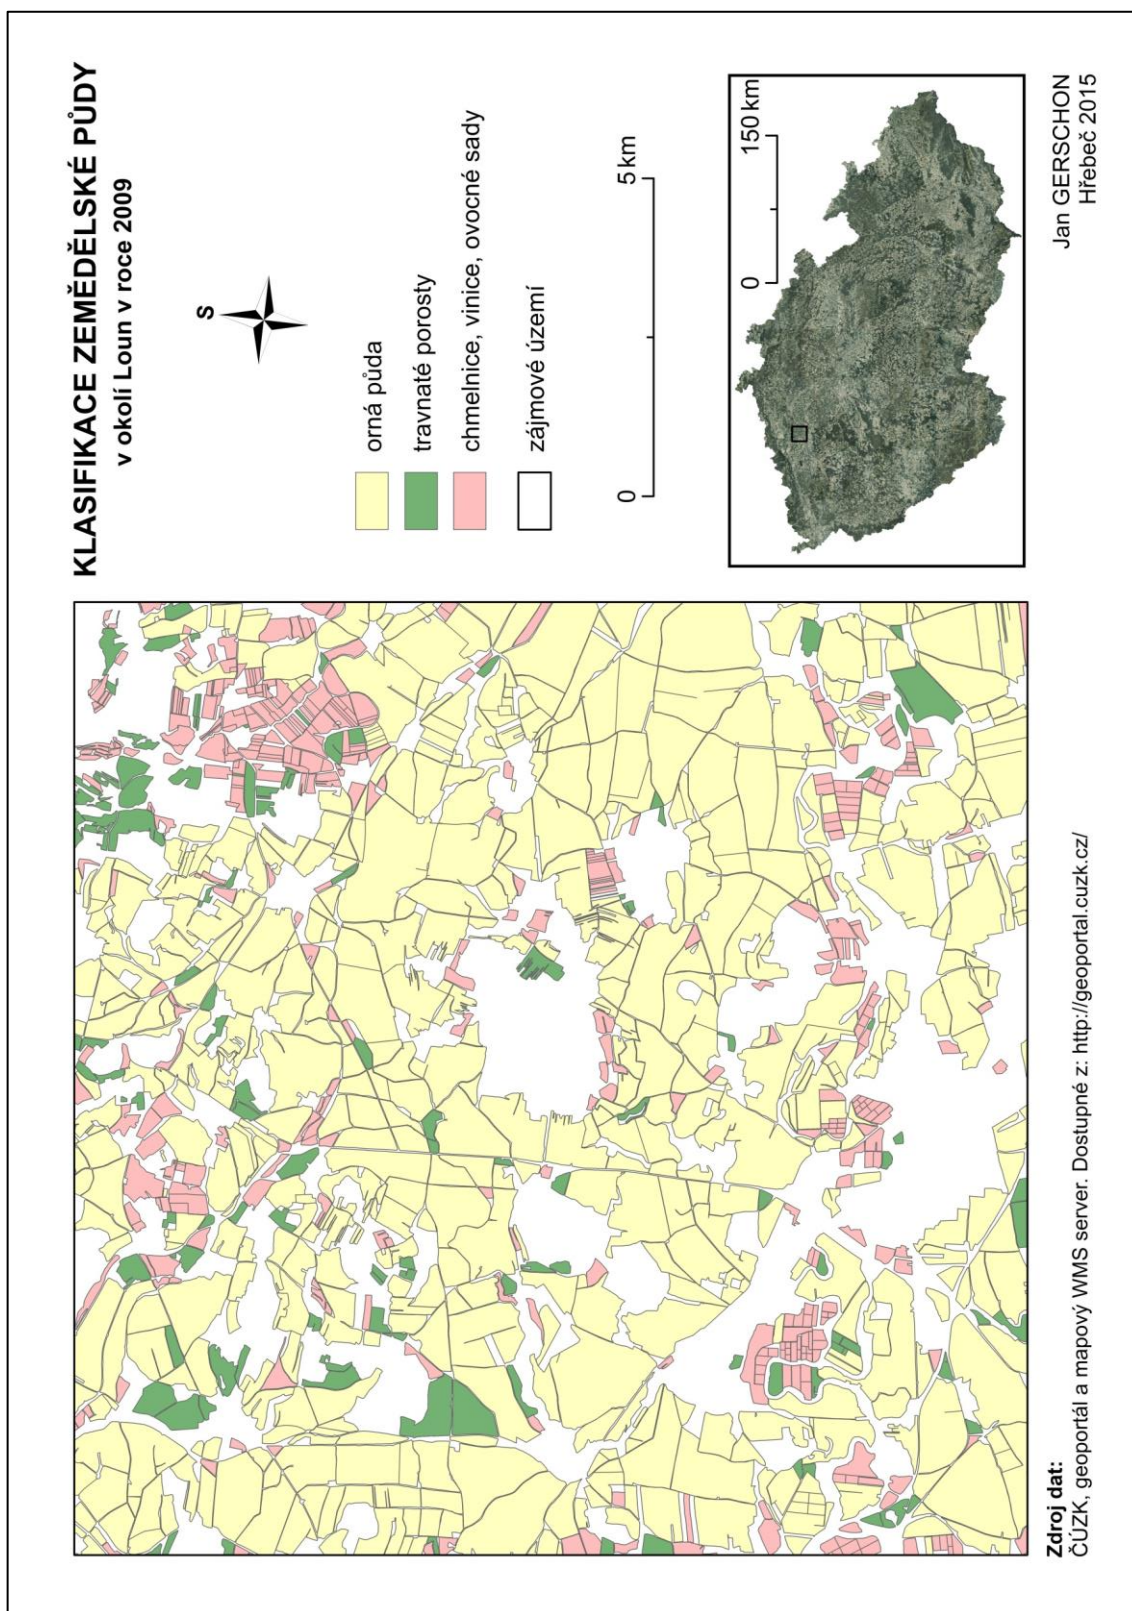 KLASIFIKACE ZEMĚDĚLSKÉ PŮDY
v okolí Loun v roce 2009
S
orná půda
travnaté porosty
chmelnice, vinice, ovocné sady
zájmové území
0 5 km
0 150 km
Jan GERSCHON
Hřebeč 2015
Zdroj dat:
ČÚZK, geoportál a mapový WMS server. Dostupné z: http://geoportal.cuzk.cz/